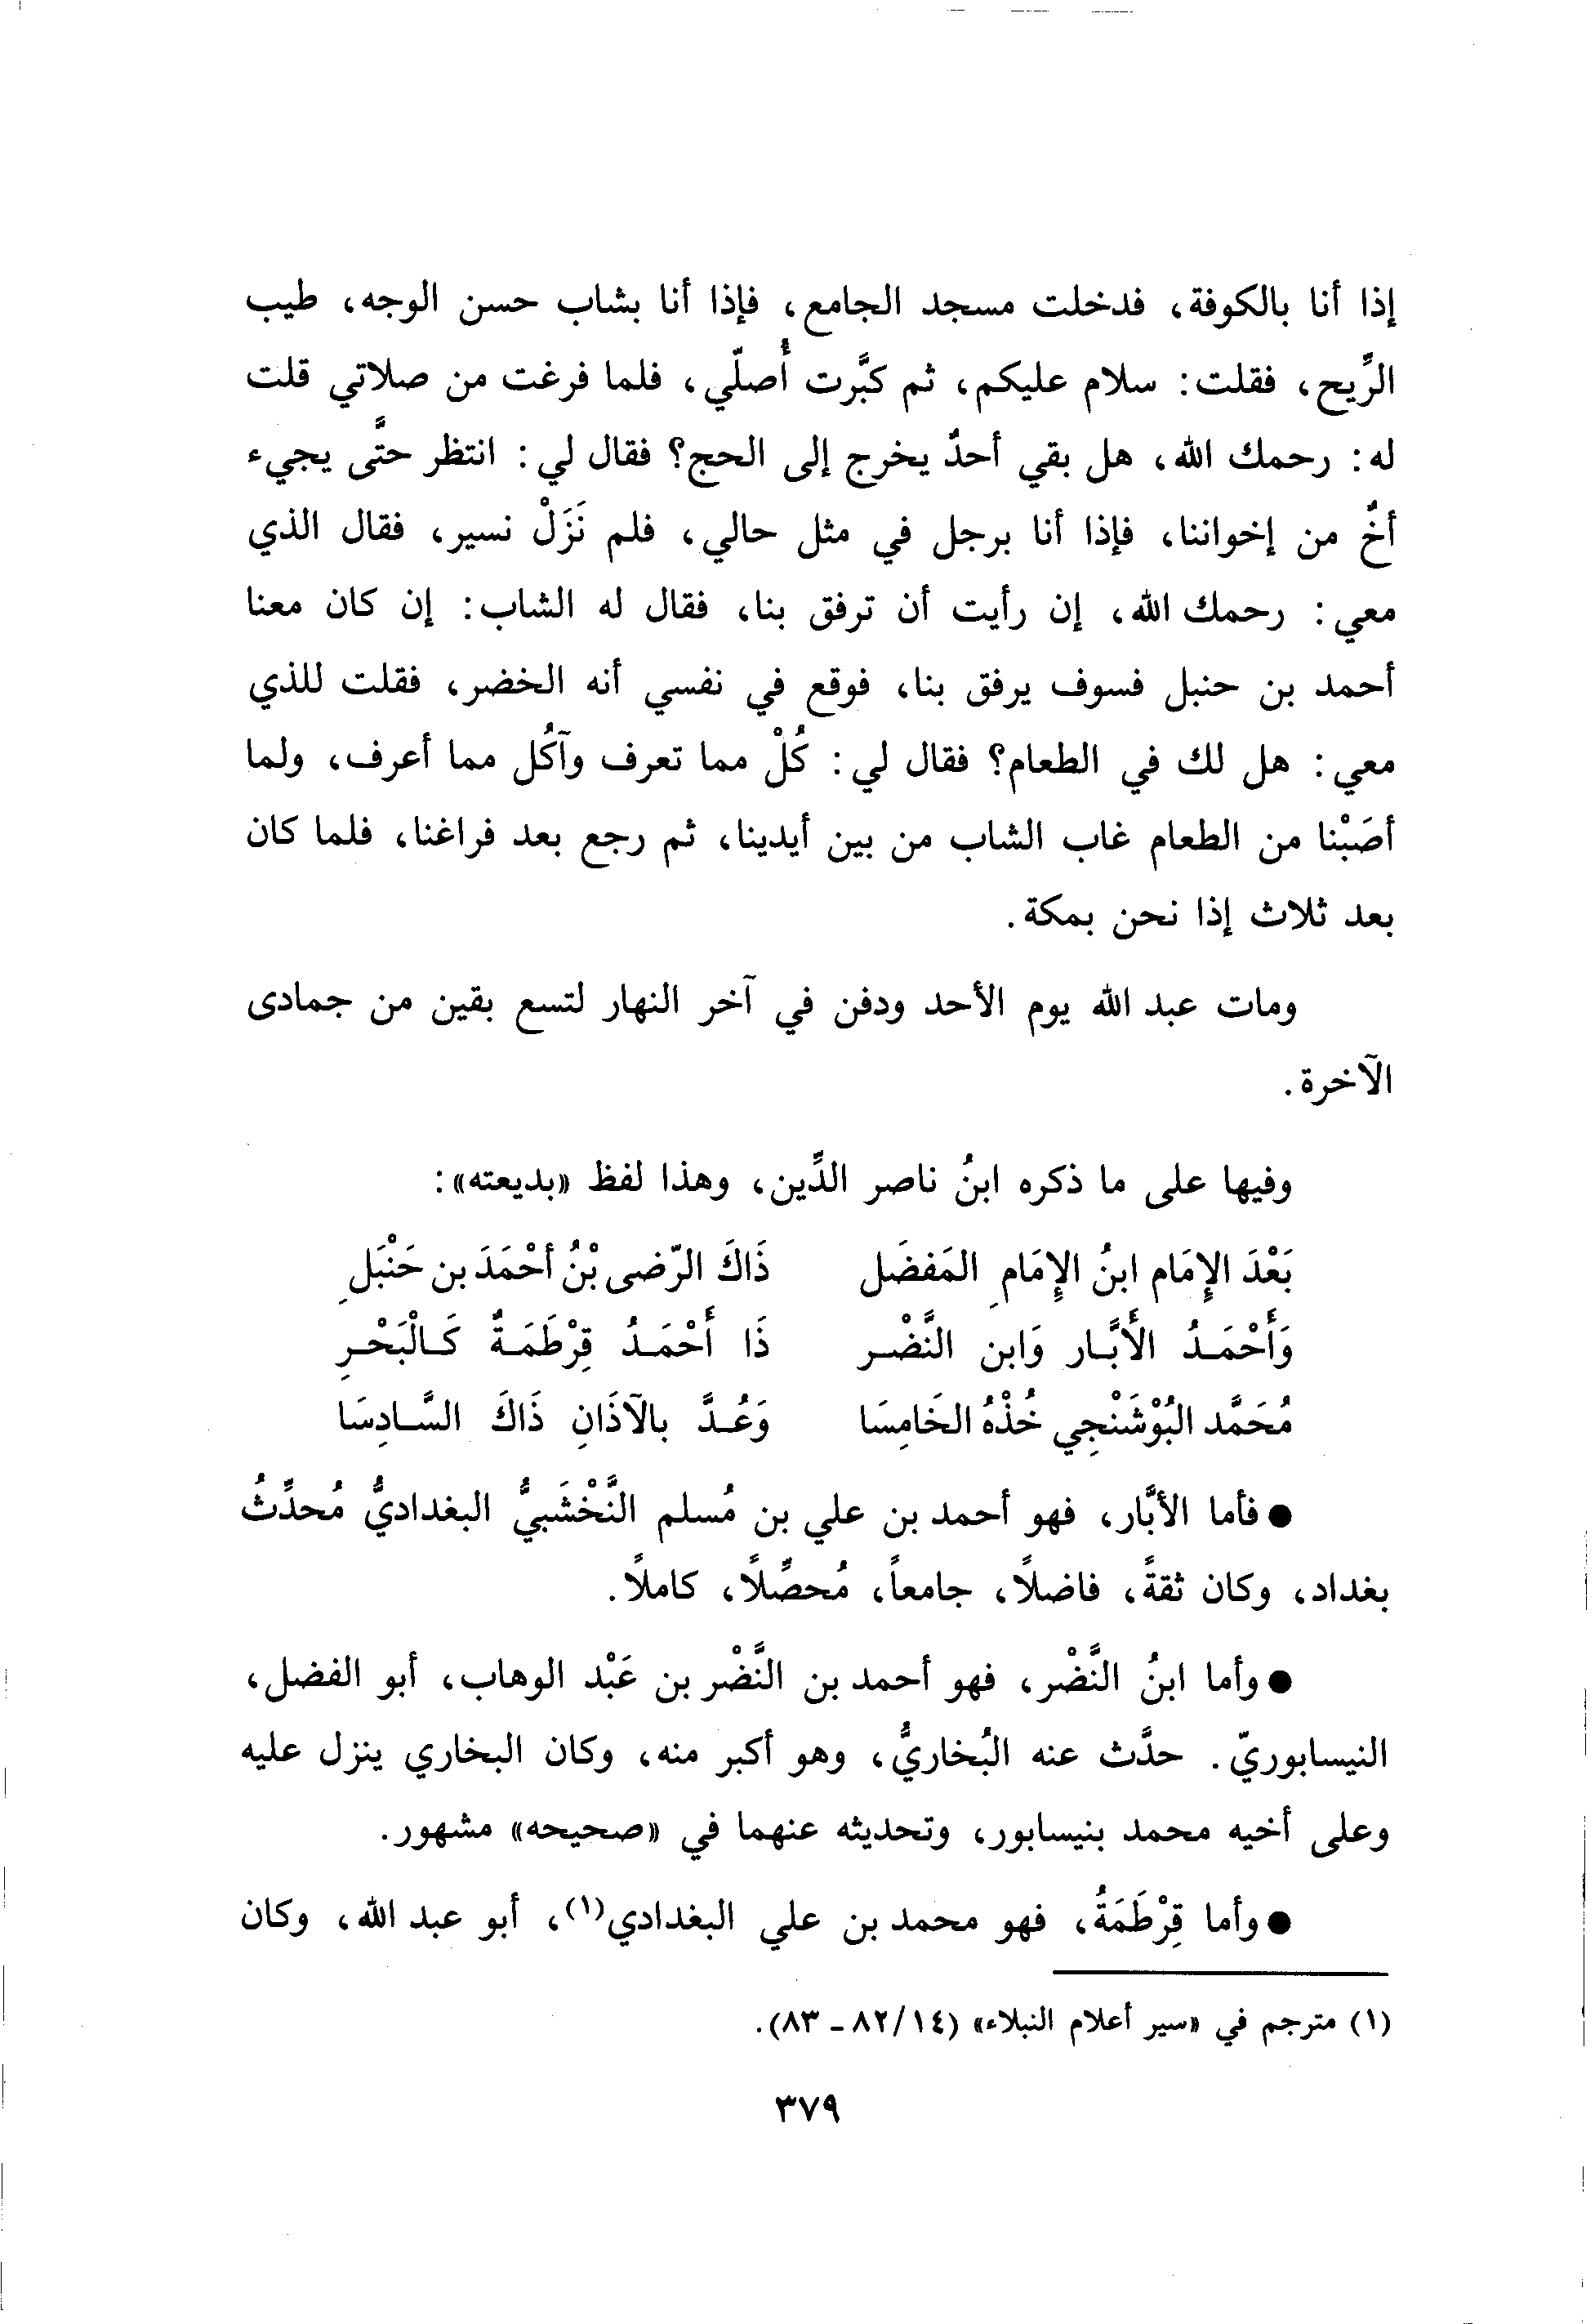 إذا أنا بالكوفة، فدخلت مسجد الجامع، فإذا أنا بشاب حسن الوجه، طيب
الرِّيح، فقلت: سلام عليكم، ثم كبَّرت أُصلّي، فلما فرغت من صلاتي قلت
له: رحمك الله، هل بقي أحدٌ يخرج إلى الحج؟ فقال لي: انتظر حتَّى يجيء
أخٌ من إخواننا، فإذا أنا برجل في مثل حالي، فلم نَزَلْ نسير، فقال الذي
معي: رحمك الله، إن رأيت أن ترفق بنا، فقال له الشاب: إن كان معنا
أحمد بن حنبل فسوف يرفق بنا، فوقع في نفسي أنه الخضر، فقلت للذي
معي: هل لك في الطعام؟ فقال لي: كُلْ مما تعرف وآكُل مما أعرف، ولما
أصَبْنا من الطعام غاب الشاب من بين أيدينا، ثم رجع بعد فراغنا، فلما كان
بعد ثلاث إذا نحن بمكة.
ومات عبد الله يوم الأحد ودفن في آخر النهار لتسع بقين من جمادى
الآخرة.
وفيها على ما ذكره ابنُ ناصر الدِّين، وهذا لفظ «بديعته»:
بَعْدَ الإِمَام ابنُ الإِمَامِ المَفضَل ذَاكَ الرّضى بْنُ أحْمَدَ بن حَنْبَلِ
وَأَحْمَـدُ الأَبَّـار وَابن النَّضْـر ذَا أَحْمَـدُ قِرْطَمَـةٌ كَـالْبَحْـرِ
مُحَمَّد البُوْشَنْجِي خُذْهُ الخَامِسَا وَعُـدَّ بالآذَانِ ذَاكَ السَّـادِسَا
● فأما الأبَّار، فهو أحمد بن علي بن مُسلم النَّخْشَبيُّ البغداديُّ مُحدِّثُ
بغداد، وكان ثقةً، فاضلًا، جامعاً، مُحصِّلًا، كاملًا.
● وأما ابنُ النَّضْر، فهو أحمد بن النَّضْر بن عَبْد الوهاب، أبو الفضل،
النيسابوريّ. حدَّث عنه البُخاريُّ، وهو أكبر منه، وكان البخاري ينزل عليه
وعلى أخيه محمد بنيسابور، وتحديثه عنهما في «صحيحه» مشهور.
● وأما قِرْطَمَةُ، فهو محمد بن علي البغدادي(١)، أبو عبد الله، وكان
(١) مترجم في «سير أعلام النبلاء» (١٤/ ٨٢ - ٨٣).
٣٧٩